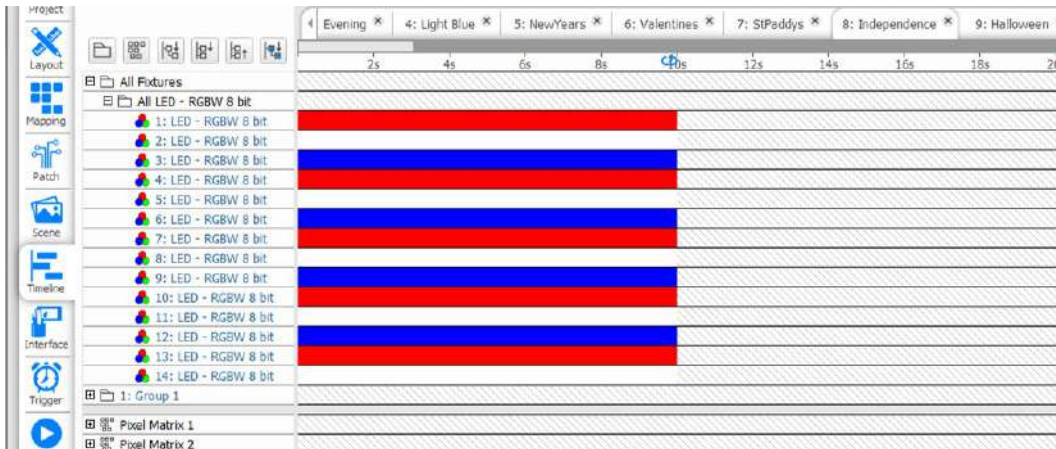 Project
Evening × 4: Light Blue × 5: NewYears × 6: Valentines × 7: StPaddys × 8: Independence × 9: Halloween
Layout
2s 4s 6s 8s 10s 12s 14s 16s 18s
All Fixtures
All LED - RGBW 8 bit
Mapping
1: LED - RGBW 8 bit
2: LED - RGBW 8 bit
3: LED - RGBW 8 bit
Patch
4: LED - RGBW 8 bit
5: LED - RGBW 8 bit
6: LED - RGBW 8 bit
Scene
7: LED - RGBW 8 bit
8: LED - RGBW 8 bit
9: LED - RGBW 8 bit
Timeline
10: LED - RGBW 8 bit
11: LED - RGBW 8 bit
12: LED - RGBW 8 bit
Interface
13: LED - RGBW 8 bit
14: LED - RGBW 8 bit
1: Group 1
Trigger
Pixel Matrix 1
Pixel Matrix 2